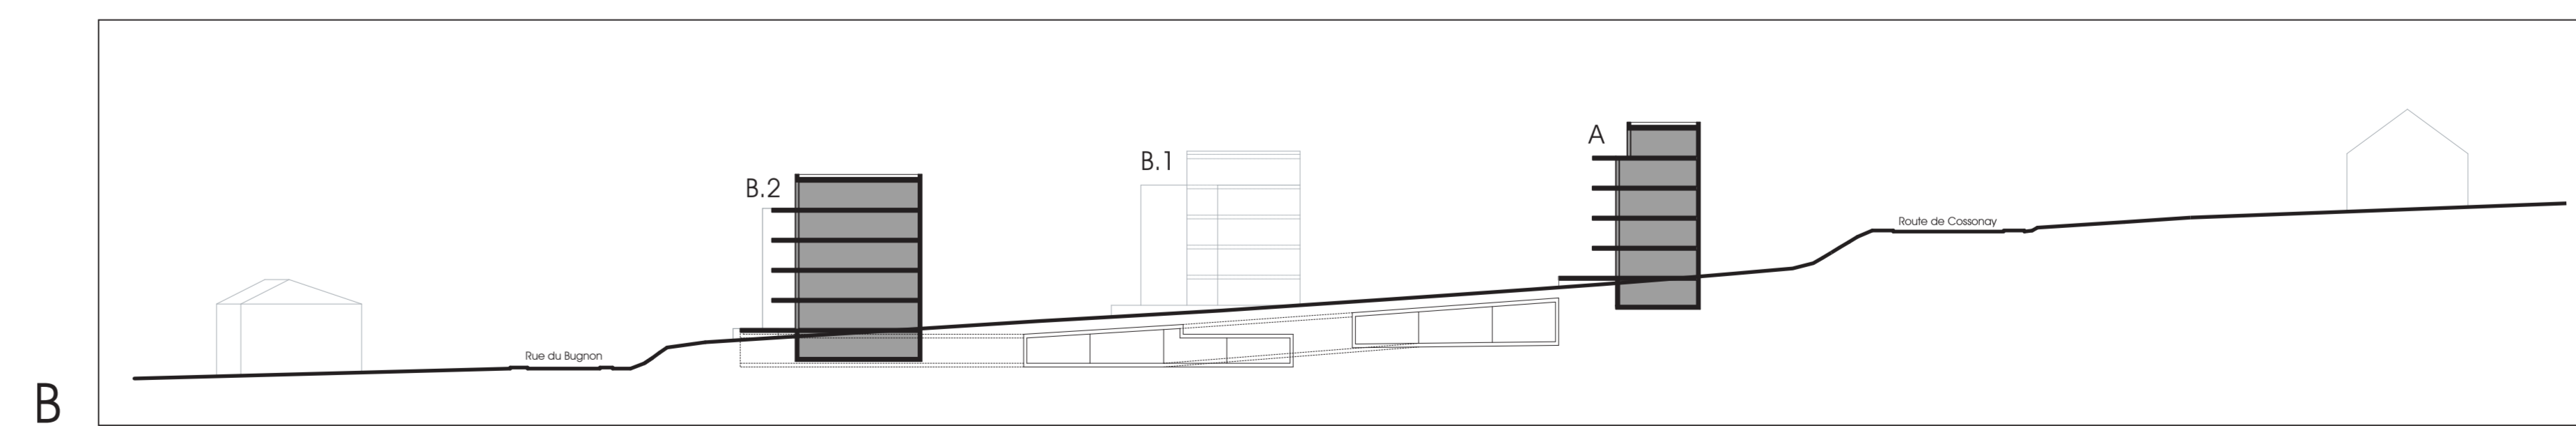 A
B.1
B.2
Route de Cossonay
Rue du Bugnon
B